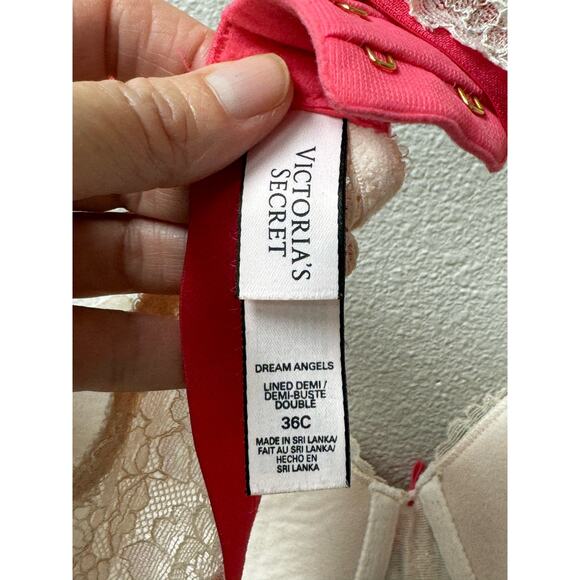 VICTORIA'S
SECRET
DREAM ANGELS
LINED DEMI/
DEMI-BUSTE
DOUBLE
36C
MADE IN SRI LANKA/
FAIT AU SRI LANKA/
HECHO EN
SRI LANKA